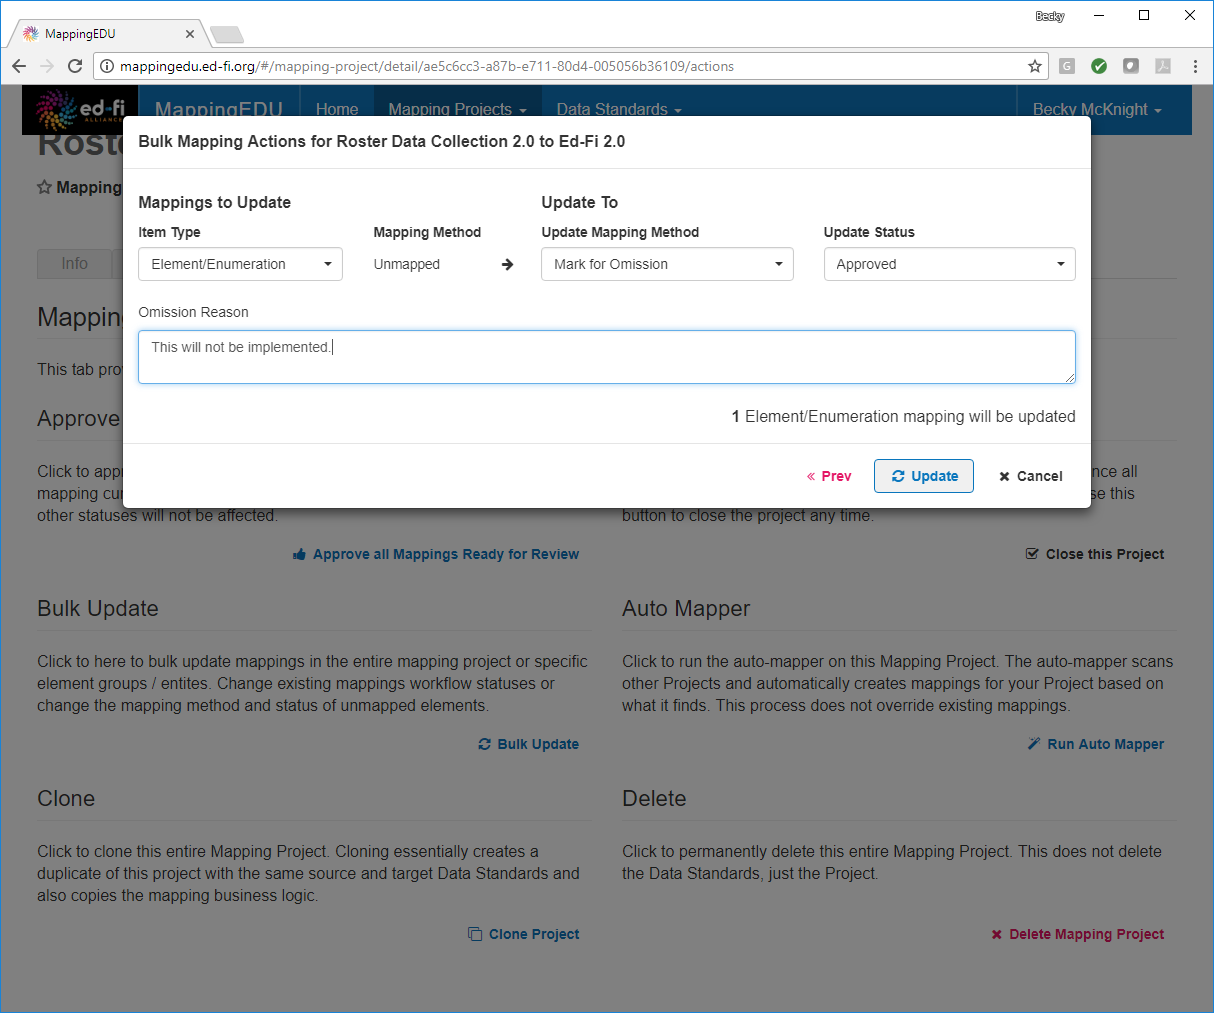 Becky
MappingEDU
mappingedu.ed-fi.org/#/mapping-project/detail/ae5c6cc3-a87b-e711-80d4-005056b36109/actions
G
ed-fi
ALLIANCE
MappingEDU
Home
Mapping Projects
Data Standards
Becky McKnight
Bulk Mapping Actions for Roster Data Collection 2.0 to Ed-Fi 2.0
Mapping
Info
Mappings to Update
Update To
Item Type
Mapping Method
Update Mapping Method
Update Status
Element/Enumeration
Unmapped
Mark for Omission
Approved
Omission Reason
This will not be implemented.
1 Element/Enumeration mapping will be updated
Prev
Update
Cancel
This tab
Approve
Click to
mapping
other statuses will not be affected.
all
this
button to close the project any time.
Approve all Mappings Ready for Review
Close this Project
Bulk Update
Click to here to bulk update mappings in the entire mapping project or specific
element groups / entites. Change existing mappings workflow statuses or
change the mapping method and status of unmapped elements.
Bulk Update
Auto Mapper
Click to run the auto-mapper on this Mapping Project. The auto-mapper scans
other Projects and automatically creates mappings for your Project based on
what it finds. This process does not override existing mappings.
Run Auto Mapper
Clone
Click to clone this entire Mapping Project. Cloning essentially creates a
duplicate of this project with the same source and target Data Standards and
also copies the mapping business logic.
Clone Project
Delete
Click to permanently delete this entire Mapping Project. This does not delete
the Data Standards, just the Project.
Delete Mapping Project